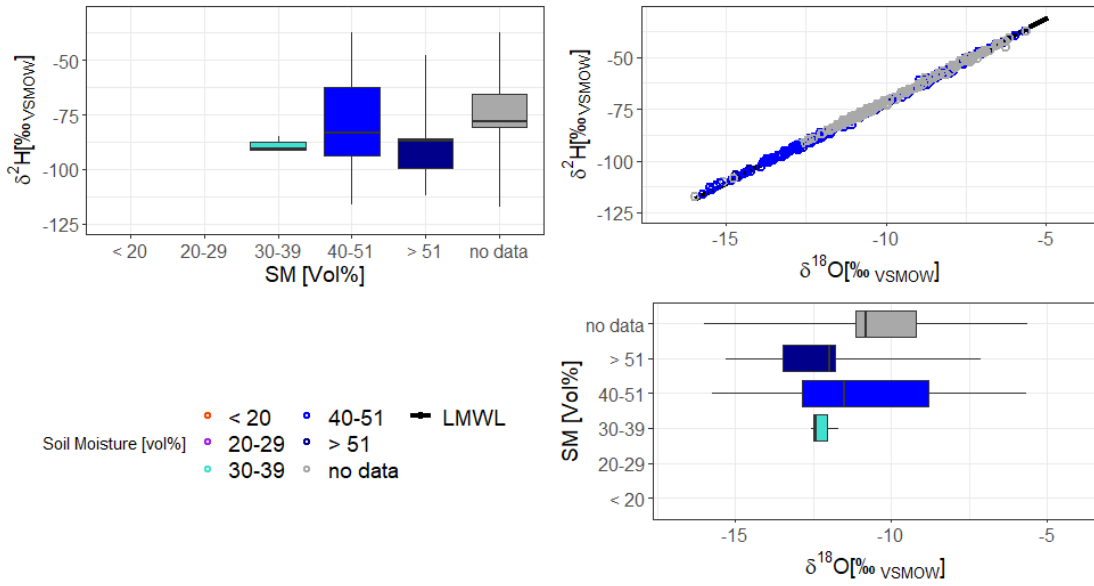 δ²H[‰ VSMOW]
-50
-75
-100
-125
< 20
20-29
30-39
40-51
> 51
no data
SM [Vol%]
δ²H[‰ VSMOW]
-50
-75
-100
-125
-15
-10
-5
δ¹⁸O[‰ VSMOW]
Soil Moisture [vol%]
< 20
20-29
30-39
40-51
> 51
no data
LMWL
SM [Vol%]
no data
> 51
40-51
30-39
20-29
< 20
-15
-10
-5
δ¹⁸O[‰ VSMOW]